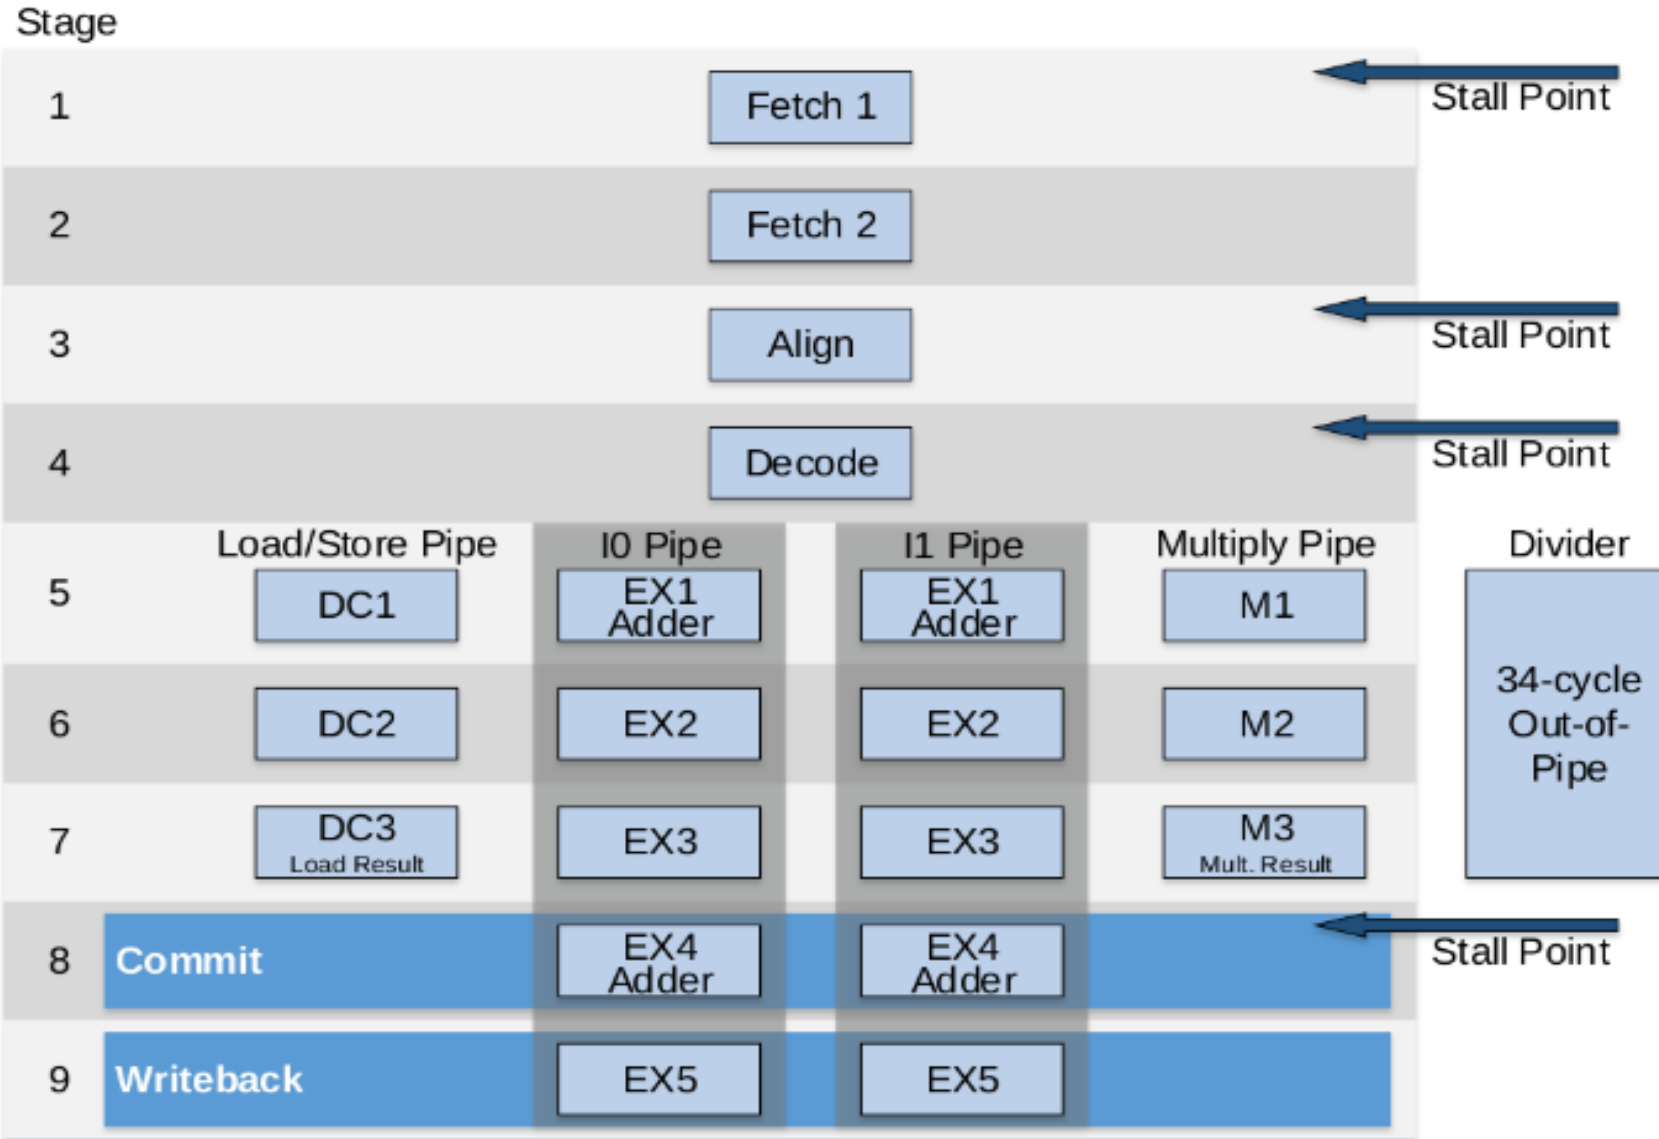 Stage
1
Fetch 1
Stall Point
2
Fetch 2
3
Align
Stall Point
4
Decode
Stall Point
Load/Store Pipe
I0 Pipe
I1 Pipe
Multiply Pipe
Divider
5
DC1
EX1
Adder
EX1
Adder
M1
34-cycle
Out-of-
Pipe
6
DC2
EX2
EX2
M2
7
DC3
Load Result
EX3
EX3
M3
Mult. Result
8
Commit
EX4
Adder
EX4
Adder
Stall Point
9
Writeback
EX5
EX5